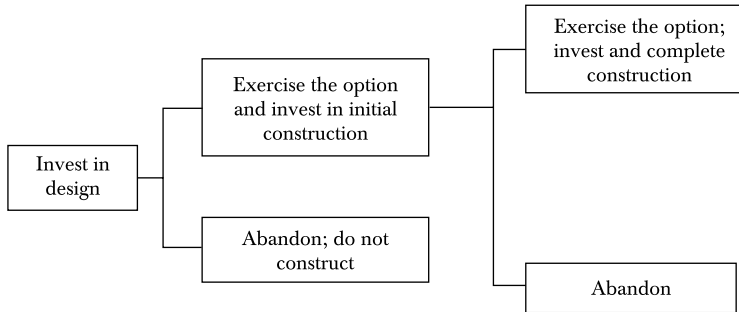 Invest in
design
Exercise the option
and invest in initial
construction
Abandon; do not
construct
Exercise the option;
invest and complete
construction
Abandon